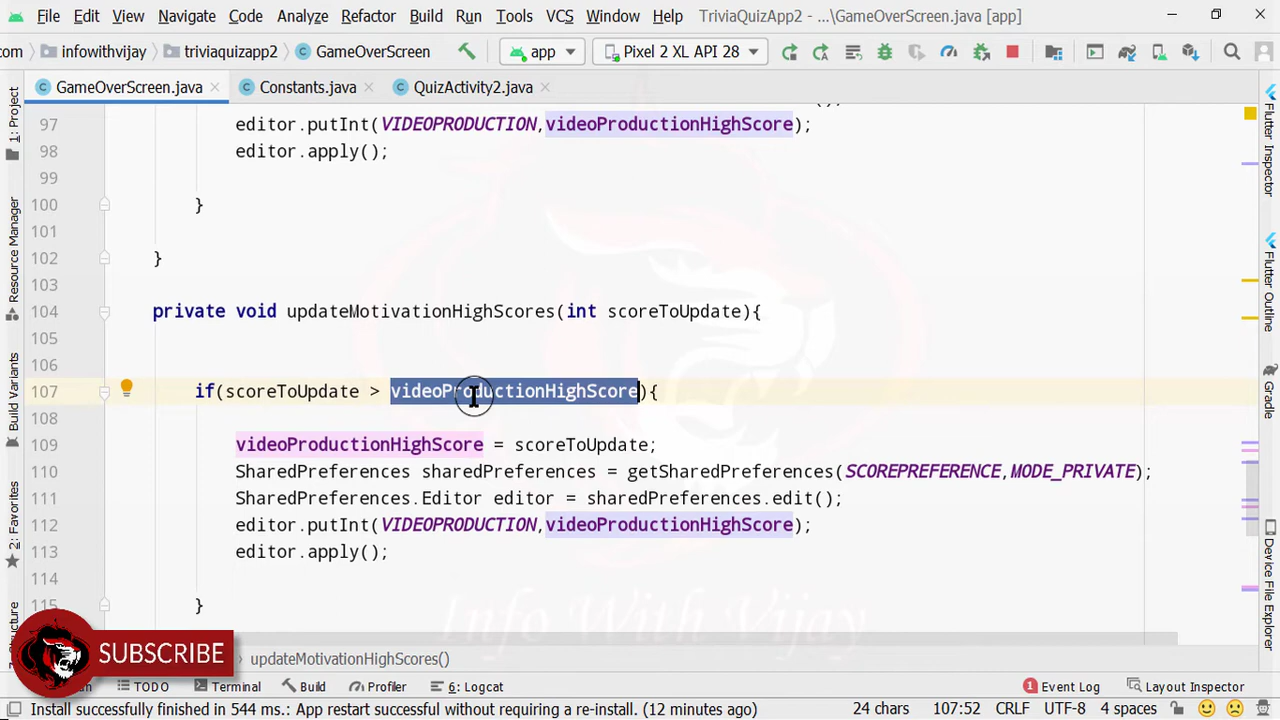 File Edit View Navigate Code Analyze Refactor Build Run Tools VCS Window Help TriviaQuizApp2 - ...\GameOverScreen.java [app]
om infowithvijay triviaquizapp2 GameOverScreen app Pixel 2 XL API 28
GameOverScreen.java Constants.java QuizActivity2.java
97 editor.putInt(VIDEOPRODUCTION,videoProductionHighScore);
98 editor.apply();
99
100 }
101
102 }
103
104 private void updateMotivationHighScores(int scoreToUpdate){
105
106
107 if(scoreToUpdate > videoProductionHighScore){
108
109 videoProductionHighScore = scoreToUpdate;
110 SharedPreferences sharedPreferences = getSharedPreferences(SCOREPREFERENCE,MODE_PRIVATE);
111 SharedPreferences.Editor editor = sharedPreferences.edit();
112 editor.putInt(VIDEOPRODUCTION,videoProductionHighScore);
113 editor.apply();
114
115 }
1: Project
Resource Manager
Build Variants
2: Favorites
Structure
Flutter Inspector
Flutter Outline
Gradle
Device File Explorer
Info With Vijay
SUBSCRIBE
updateMotivationHighScores()
TODO Terminal Build Profiler 6: Logcat 1 Event Log Layout Inspector
Install successfully finished in 544 ms.: App restart successful without requiring a re-install. (12 minutes ago) 24 chars 107:52 CRLF UTF-8 4 spaces